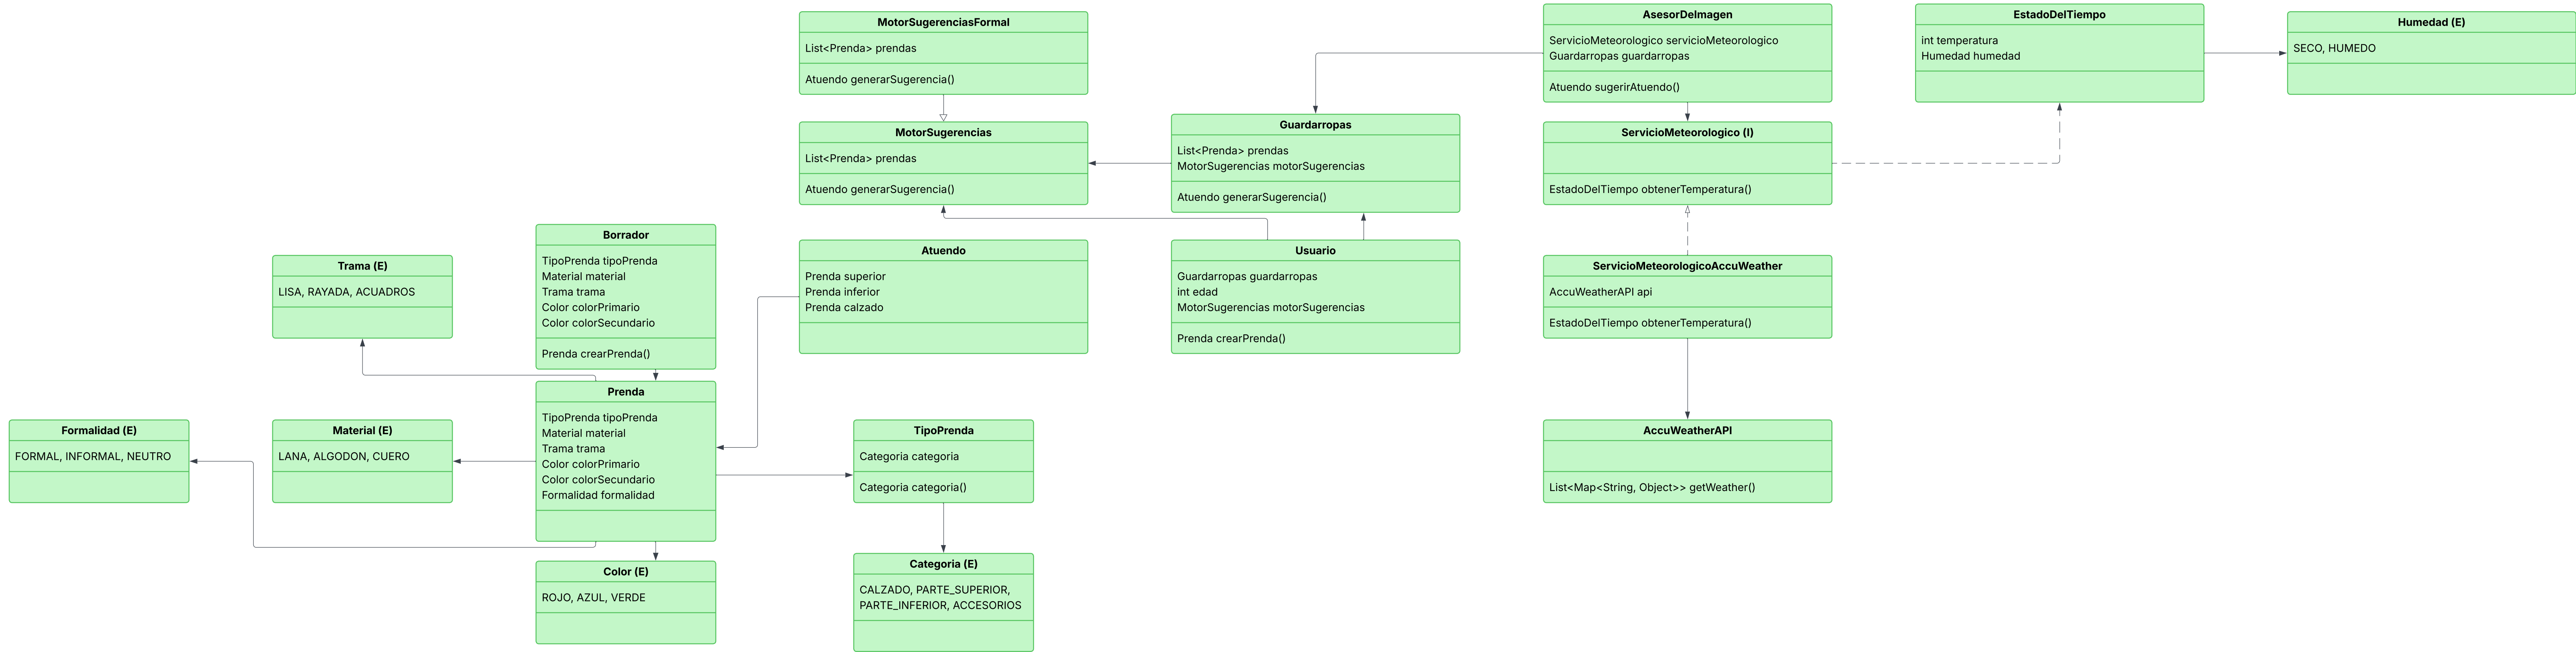 MotorSugerenciasFormal
List<Prenda> prendas
Atuendo generarSugerencia()
AsesorDeImagen
ServicioMeteorologico servicioMeteorologico
Guardarropas guardarropas
Atuendo sugerirAtuendo()
EstadoDelTiempo
int temperatura
Humedad humedad
Humedad (E)
SECO, HUMEDO
MotorSugerencias
List<Prenda> prendas
Atuendo generarSugerencia()
Guardarropas
List<Prenda> prendas
MotorSugerencias motorSugerencias
Atuendo generarSugerencia()
ServicioMeteorologico (I)
EstadoDelTiempo obtenerTemperatura()
Trama (E)
LISA, RAYADA, ACUADROS
Borrador
TipoPrenda tipoPrenda
Material material
Trama trama
Color colorPrimario
Color colorSecundario
Prenda crearPrenda()
Atuendo
Prenda superior
Prenda inferior
Prenda calzado
Usuario
Guardarropas guardarropas
int edad
MotorSugerencias motorSugerencias
Prenda crearPrenda()
ServicioMeteorologicoAccuWeather
AccuWeatherAPI api
EstadoDelTiempo obtenerTemperatura()
Formalidad (E)
FORMAL, INFORMAL, NEUTRO
Material (E)
LANA, ALGODON, CUERO
Prenda
TipoPrenda tipoPrenda
Material material
Trama trama
Color colorPrimario
Color colorSecundario
Formalidad formalidad
TipoPrenda
Categoria categoria
Categoria categoria()
AccuWeatherAPI
List<Map<String, Object>> getWeather()
Color (E)
ROJO, AZUL, VERDE
Categoria (E)
CALZADO, PARTE_SUPERIOR,
PARTE_INFERIOR, ACCESORIOS